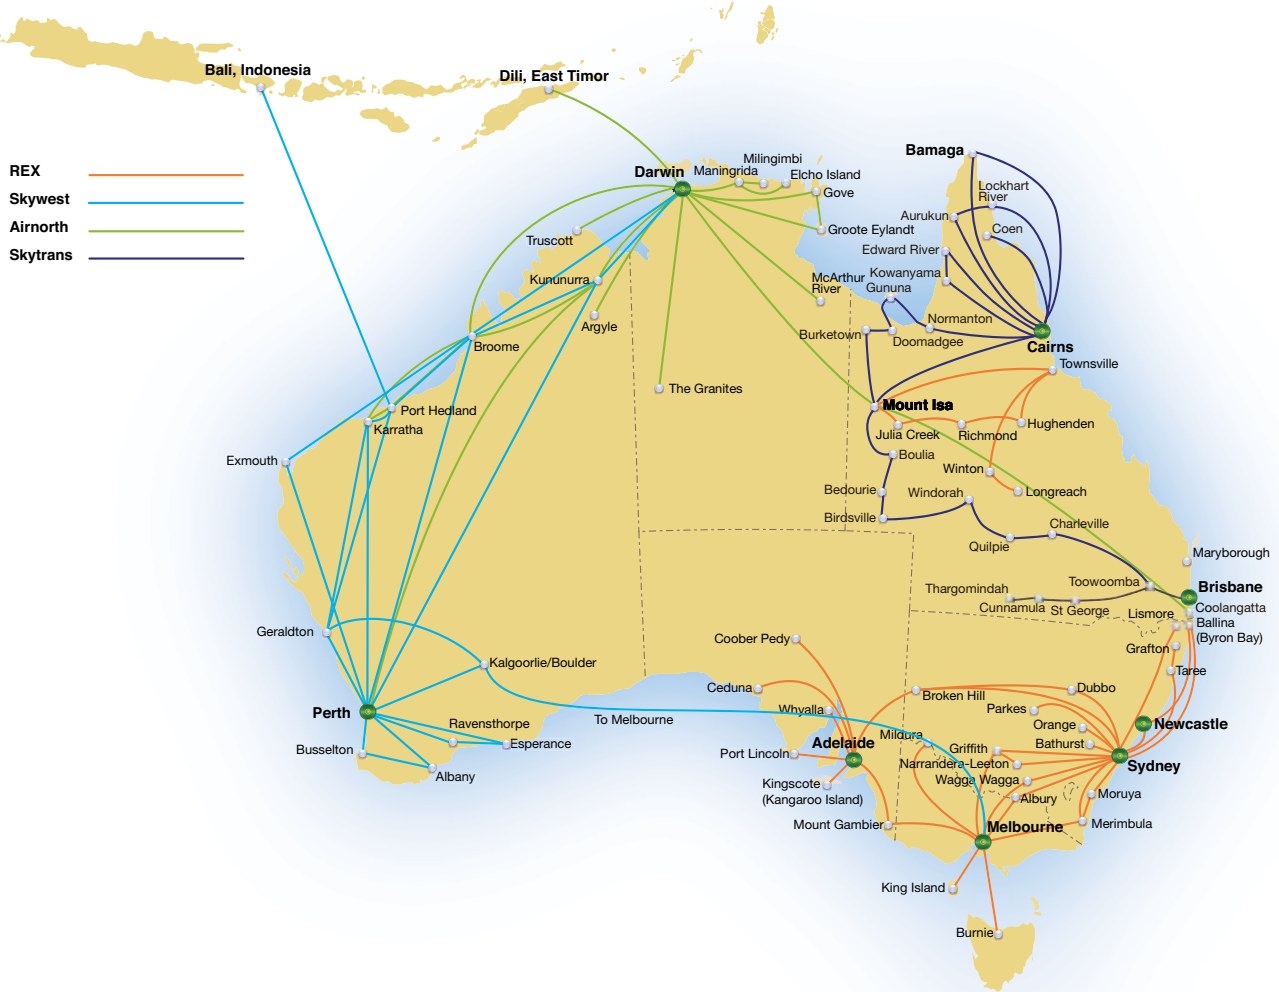 Bali, Indonesia
Dili, East Timor
REX
Skywest
Airnorth
Skytrans
Darwin
Maningrida
Milingimbi
Elcho Island
Gove
Groote Eylandt
Truscott
Kununurra
Argyle
Broome
The Granites
McArthur
River
Bamaga
Lockhart
River
Aurukun
Coen
Edward River
Kowanyama
Gununa
Normanton
Burketown
Doomadgee
Cairns
Townsville
Port Hedland
Karratha
Exmouth
Mount Isa
Julia Creek
Richmond
Hughenden
Boulia
Winton
Bedourie
Windorah
Longreach
Birdsville
Charleville
Quilpie
Maryborough
Toowoomba
Thargomindah
Cunnamula
St George
Brisbane
Coolangatta
Lismore
Ballina
(Byron Bay)
Grafton
Taree
Geraldton
Kalgoorlie/Boulder
Coober Pedy
Ceduna
Broken Hill
Dubbo
Parkes
Whyalla
Orange
Newcastle
Perth
To Melbourne
Ravensthorpe
Esperance
Busselton
Albany
Port Lincoln
Adelaide
Mildura
Griffith
Bathurst
Narrandera-Leeton
Sydney
Kingscote
(Kangaroo Island)
Wagga Wagga
Albury
Moruya
Mount Gambier
Melbourne
Merimbula
King Island
Burnie